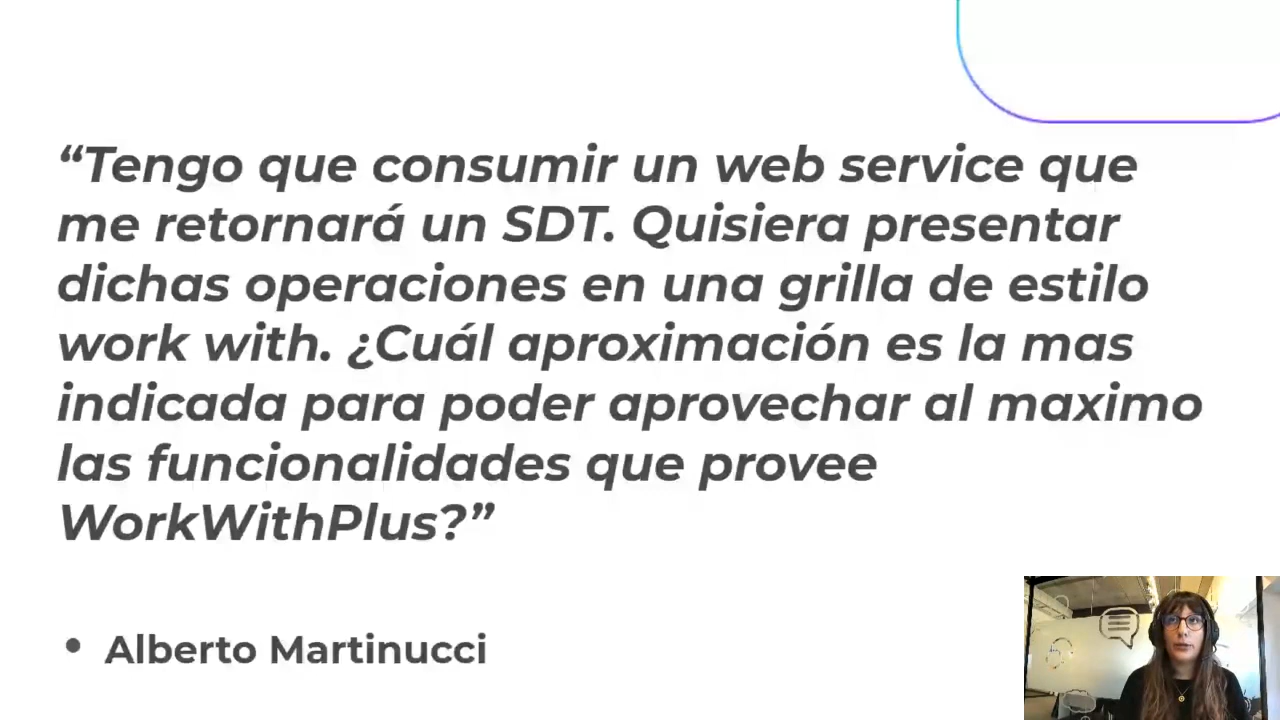 “Tengo que consumir un web service que
me retornará un SDT. Quisiera presentar
dichas operaciones en una grilla de estilo
work with. ¿Cuál aproximación es la mas
indicada para poder aprovechar al maximo
las funcionalidades que provee
WorkWithPlus?”
• Alberto Martinucci